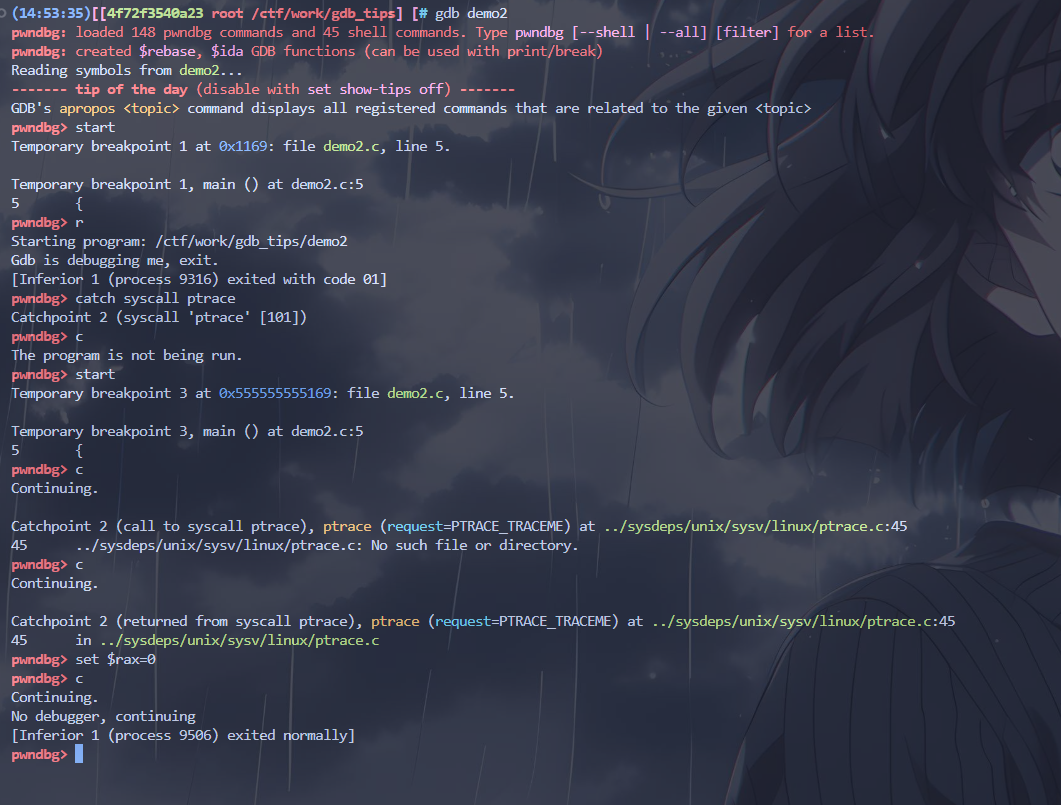 (14:53:35)[[4f72f3540a23 root /ctf/work/gdb_tips] [# gdb demo2
pwndbg: loaded 148 pwndbg commands and 45 shell commands. Type pwndbg [--shell | --all] [filter] for a list.
pwndbg: created $rebase, $ida GDB functions (can be used with print/break)
Reading symbols from demo2...
------- tip of the day (disable with set show-tips off) -------
GDB's apropos <topic> command displays all registered commands that are related to the given <topic>
pwndbg> start
Temporary breakpoint 1 at 0x1169: file demo2.c, line 5.

Temporary breakpoint 1, main () at demo2.c:5
5       {
pwndbg> r
Starting program: /ctf/work/gdb_tips/demo2
Gdb is debugging me, exit.
[Inferior 1 (process 9316) exited with code 01]
pwndbg> catch syscall ptrace
Catchpoint 2 (syscall 'ptrace' [101])
pwndbg> c
The program is not being run.
pwndbg> start
Temporary breakpoint 3 at 0x555555555169: file demo2.c, line 5.

Temporary breakpoint 3, main () at demo2.c:5
5       {
pwndbg> c
Continuing.

Catchpoint 2 (call to syscall ptrace), ptrace (request=PTRACE_TRACEME) at ../sysdeps/unix/sysv/linux/ptrace.c:45
45      ../sysdeps/unix/sysv/linux/ptrace.c: No such file or directory.
pwndbg> c
Continuing.

Catchpoint 2 (returned from syscall ptrace), ptrace (request=PTRACE_TRACEME) at ../sysdeps/unix/sysv/linux/ptrace.c:45
45      in ../sysdeps/unix/sysv/linux/ptrace.c
pwndbg> set $rax=0
pwndbg> c
Continuing.
No debugger, continuing
[Inferior 1 (process 9506) exited normally]
pwndbg>